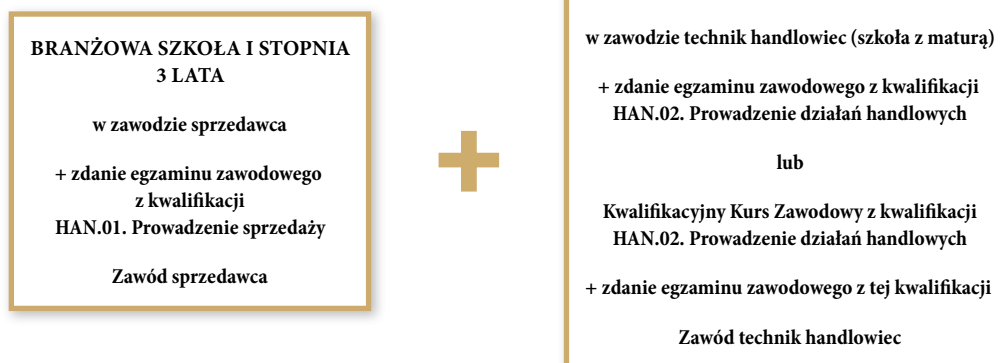 BRANŻOWA SZKOŁA I STOPNIA
3 LATA
w zawodzie sprzedawca
+ zdanie egzaminu zawodowego
z kwalifikacji
HAN.01. Prowadzenie sprzedaży
Zawód sprzedawca
+
w zawodzie technik handlowiec (szkoła z maturą)
+ zdanie egzaminu zawodowego z kwalifikacji
HAN.02. Prowadzenie działań handlowych
lub
Kwalifikacyjny Kurs Zawodowy z kwalifikacji
HAN.02. Prowadzenie działań handlowych
+ zdanie egzaminu zawodowego z tej kwalifikacji
Zawód technik handlowiec